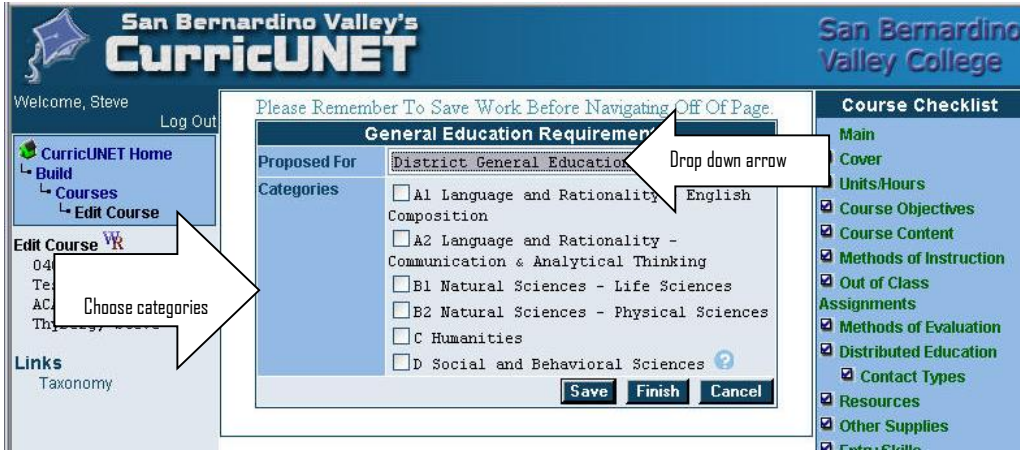 San Bernardino Valley's
CurricUNET
San Bernardino
Valley College
Welcome, Steve
Log Out
CurricUNET Home
Build
Courses
Edit Course
Edit Course WR
Links
Taxonomy
Please Remember To Save Work Before Navigating Off Of Page.
General Education Requirement
Proposed For
District General Education
Drop down arrow
Categories
A1 Language and Rationality English
Composition
A2 Language and Rationality -
Communication & Analytical Thinking
B1 Natural Sciences - Life Sciences
B2 Natural Sciences - Physical Sciences
C Humanities
D Social and Behavioral Sciences ?
Save Finish Cancel
Choose categories
Course Checklist
Main
Cover
Units/Hours
Course Objectives
Course Content
Methods of Instruction
Out of Class
Assignments
Methods of Evaluation
Distributed Education
Contact Types
Resources
Other Supplies
Entry Skills